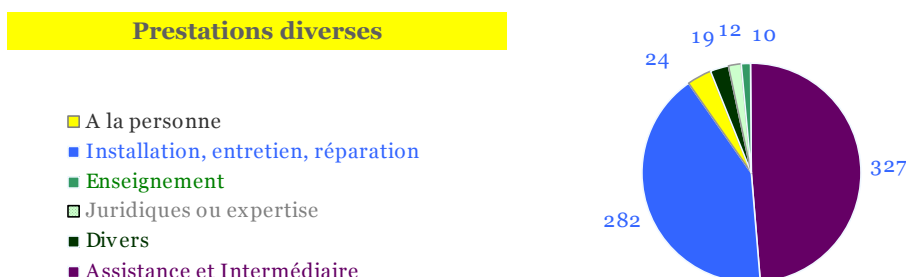 Prestations diverses
A la personne
Installation, entretien, réparation
Enseignement
Juridiques ou expertise
Divers
Assistance et Intermédiaire
24
19
12
10
327
282